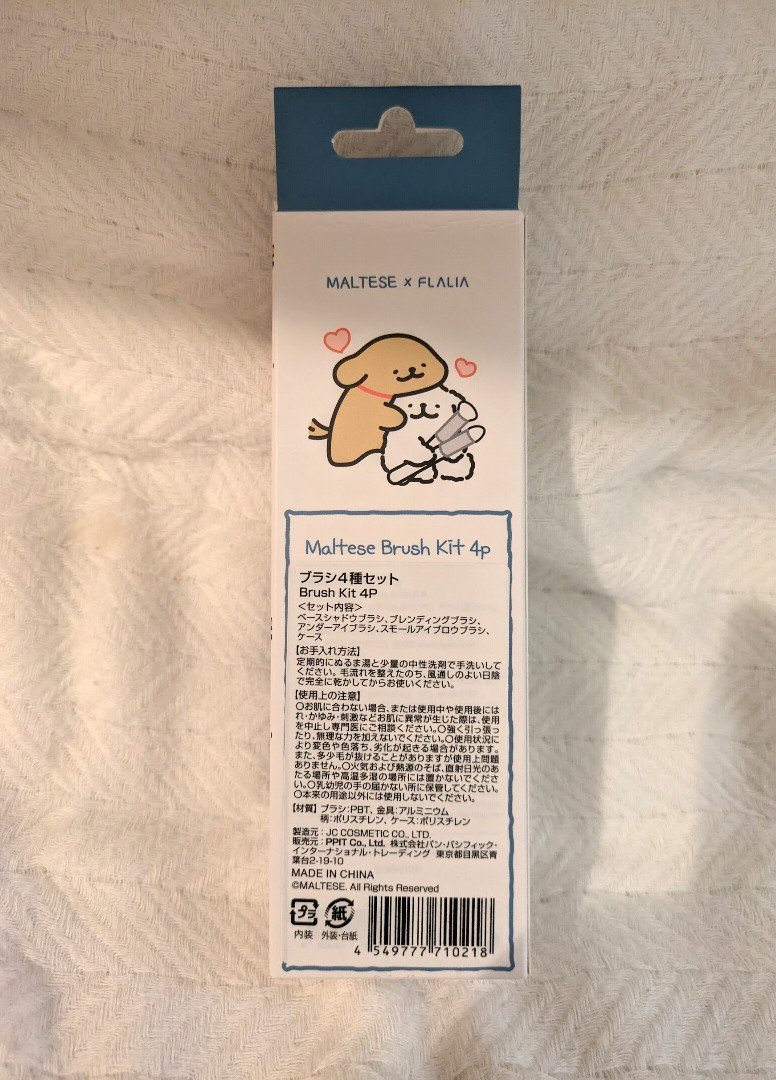 MALTESE x FLALIA
Maltese Brush Kit 4p
ブラシ4種セット
Brush Kit 4P
<セット内容>
ベースシャドウブラシ、ブレンディングブラシ、
アンダーアイブラシ、スモールアイブロウブラシ、
ケース
【お手入れ方法】
定期的にぬるま湯と少量の中性洗剤で手洗いして
ください。毛流れを整えたのち、風通しのよい日陰
で完全に乾かしてからお使いください。
【使用上の注意】
〇お肌に合わない場合、または使用中や使用後には
れ・かゆみ・刺激などお肌に異常が生じた際は、使用
を中止し専門医にご相談ください。〇強く引っ張っ
たり、無理な力を加えないでください。〇使用状況に
より変色や色落ち、劣化が起きる場合があります。
また、多少毛が抜けることがありますが使用上問題
ありません。〇火気および熱源のそば、直射日光のあ
たる場所や高温多湿の場所には置かないでくださ
い。〇乳幼児の手の届かない所に保管してください。
〇本来の用途以外には使用しないでください。
【材質】ブラシ:PBT、金具:アルミニウム
柄:ポリスチレン、ケース:ポリスチレン
製造元:JC COSMETIC CO., LTD.
販売元:PPIT Co., Ltd. 株式会社パン・パシフィック・
インターナショナル・トレーディング 東京都目黒区青
葉台2-19-10
MADE IN CHINA
©MALTESE. All Rights Reserved
プラ 紙
内装 外装・台紙
4 549777 710218